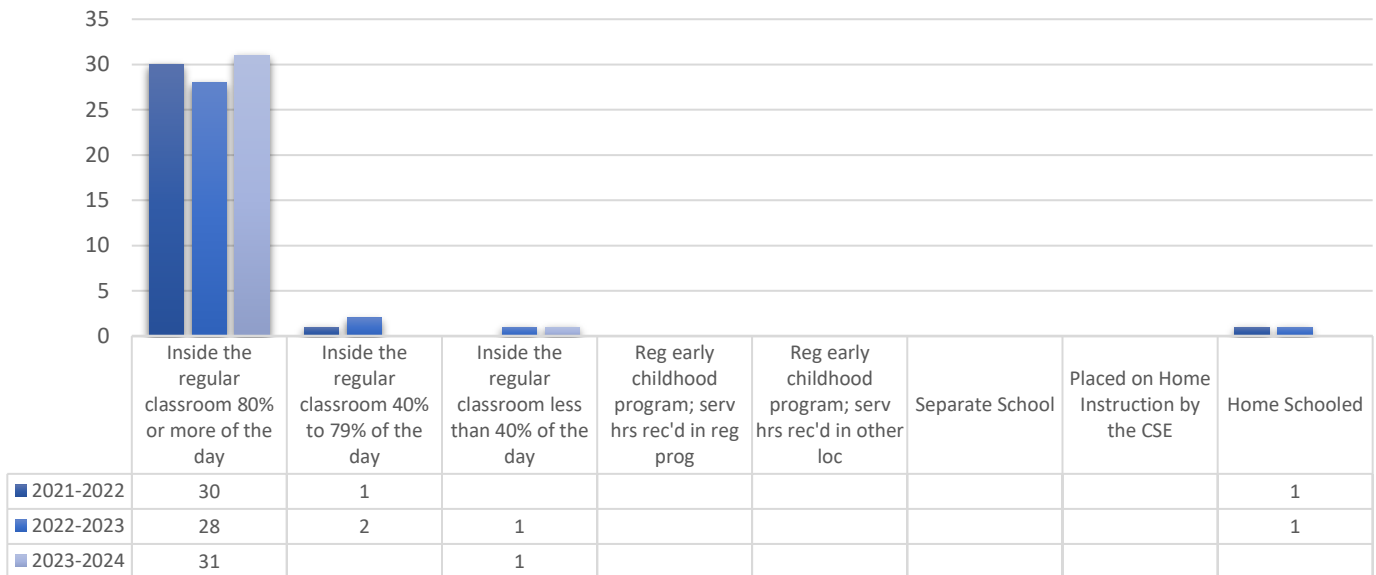 35
30
25
20
15
10
5
0
Inside the
regular
classroom 80%
or more of the
day
Inside the
regular
classroom 40%
to 79% of the
day
Inside the
regular
classroom less
than 40% of the
day
Reg early
childhood
program; serv
hrs rec'd in reg
prog
Reg early
childhood
program; serv
hrs rec'd in other
loc
Separate School
Placed on Home
Instruction by
the CSE
Home Schooled
2021-2022 30 1 1
2022-2023 28 2 1 1
2023-2024 31 1